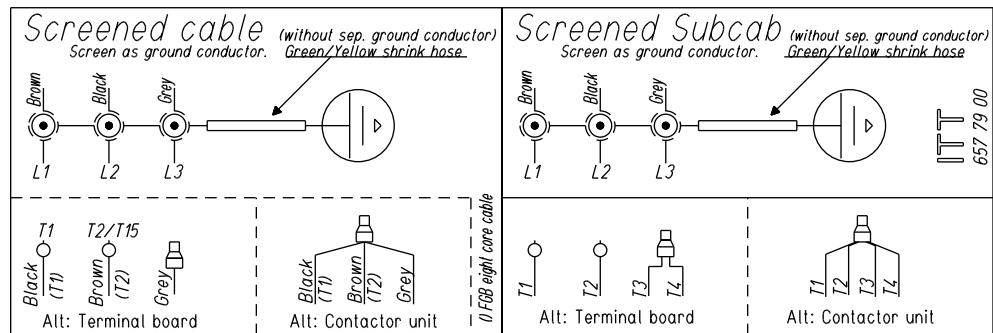 Screened cable (without sep. ground conductor)
Screen as ground conductor. Green/Yellow shrink hose
Brown
Black
Grey
L1 L2 L3
T1 T2/T15
Black
(T1)
Brown
(T2)
Grey
Alt: Terminal board
Black
(T1)
Brown
(T2)
Grey
Alt: Contactor unit
() FGB eight core cable
Screened Subcab (without sep. ground conductor)
Screen as ground conductor. Green/Yellow shrink hose
Brown
Black
Grey
L1 L2 L3
ITT
657 79 00
T1 T2 T3 T4
Alt: Terminal board
T1 T2 T3 T4
Alt: Contactor unit